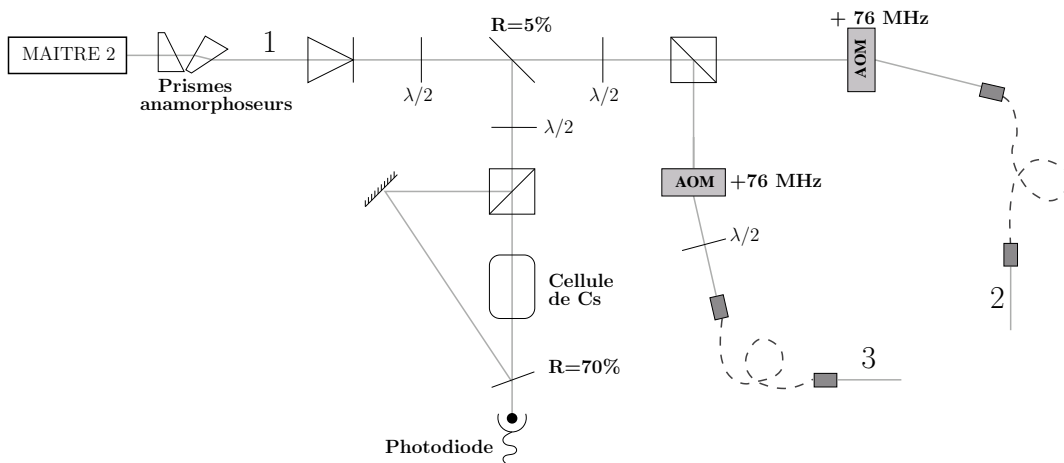 + 76 MHz
R=5%
1
MAITRE 2
AOM
Prismes
anamorphoseurs
λ/2
λ/2
λ/2
AOM
+76 MHz
λ/2
Cellule
de Cs
2
R=70%
3
Photodiode